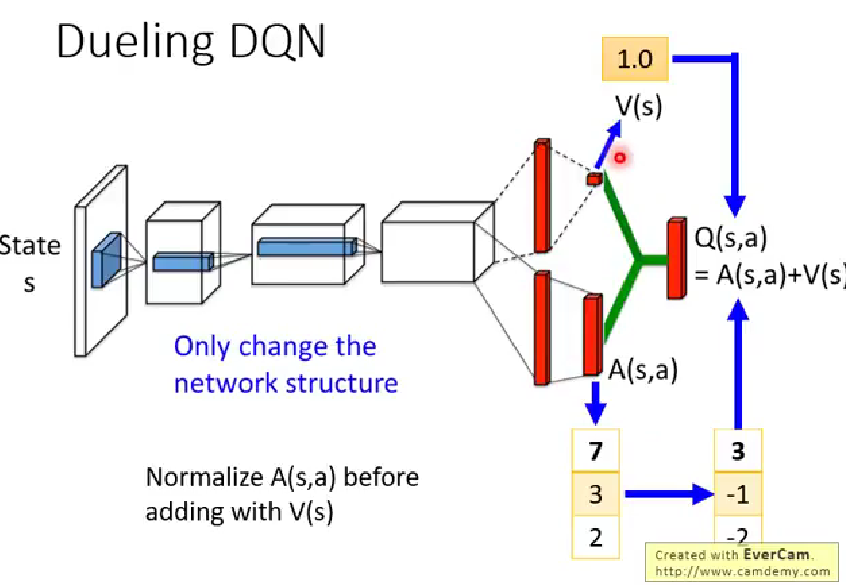 Dueling DQN
1.0
V(s)
State
s
Q(s,a)
= A(s,a)+V(s)
Only change the
network structure
A(s,a)
7
3
2
3
-1
-2
Normalize A(s,a) before
adding with V(s)
Created with EverCam.
http://www.camdemy.com